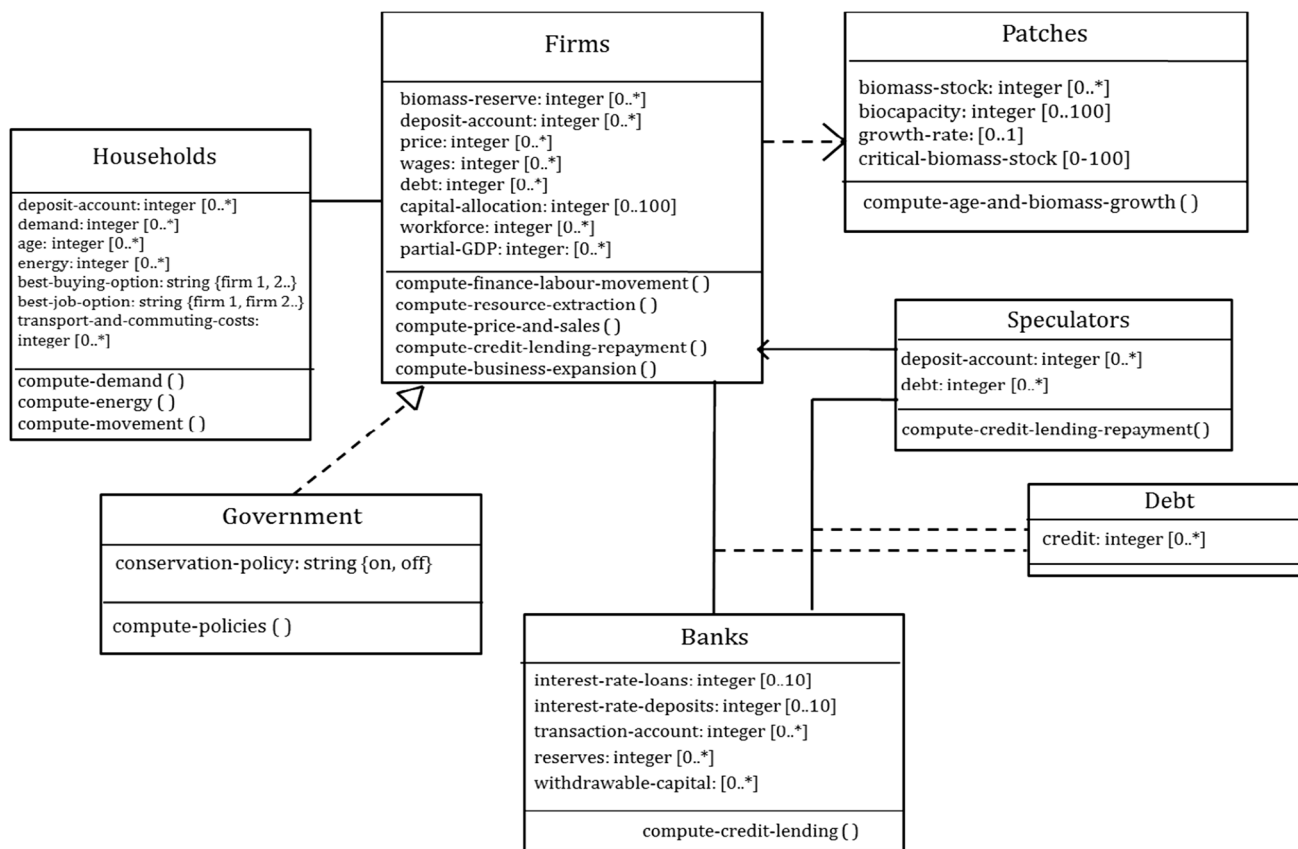 Households
deposit-account: integer [0..*]
demand: integer [0..*]
age: integer [0..*]
energy: integer [0..*]
best-buying-option: string {firm 1, 2..}
best-job-option: string {firm 1, firm 2..}
transport-and-commuting-costs:
integer [0..*]
compute-demand ( )
compute-energy ( )
compute-movement ( )
Firms
biomass-reserve: integer [0..*]
deposit-account: integer [0..*]
price: integer [0..*]
wages: integer [0..*]
debt: integer [0..*]
capital-allocation: integer [0..100]
workforce: integer [0..*]
partial-GDP: integer: [0..*]
compute-finance-labour-movement ( )
compute-resource-extraction ( )
compute-price-and-sales ( )
compute-credit-lending-repayment ( )
compute-business-expansion ( )
Patches
biomass-stock: integer [0..*]
biocapacity: integer [0..100]
growth-rate: [0..1]
critical-biomass-stock [0-100]
compute-age-and-biomass-growth ( )
Speculators
deposit-account: integer [0..*]
debt: integer [0..*]
compute-credit-lending-repayment( )
Government
conservation-policy: string {on, off}
compute-policies ( )
Debt
credit: integer [0..*]
Banks
interest-rate-loans: integer [0..10]
interest-rate-deposits: integer [0..10]
transaction-account: integer [0..*]
reserves: integer [0..*]
withdrawable-capital: [0..*]
compute-credit-lending ( )